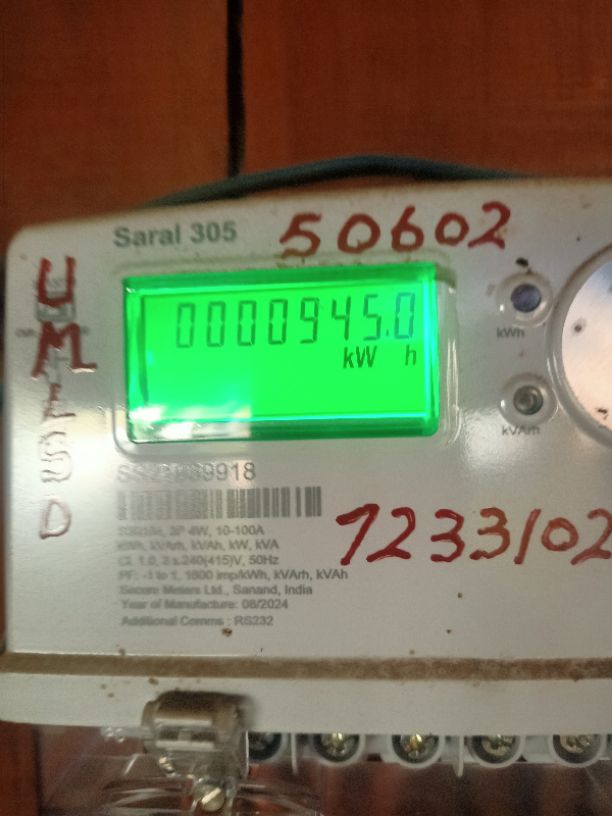 Saral 305
50602
0000945.0
kW h
kWh
kVArh
9918
3P 4W, 10-100A
kWh, kVArh, kVAh, kW, kVA
Cl. 1.0, 3 x 240(415)V, 50Hz
PF: -1 to 1, 1600 imp/kWh, kVArh, kVAh
Secure Meters Ltd., Sanand, India
Year of Manufacture: 08/2024
Additional Comms : RS232
7233/02